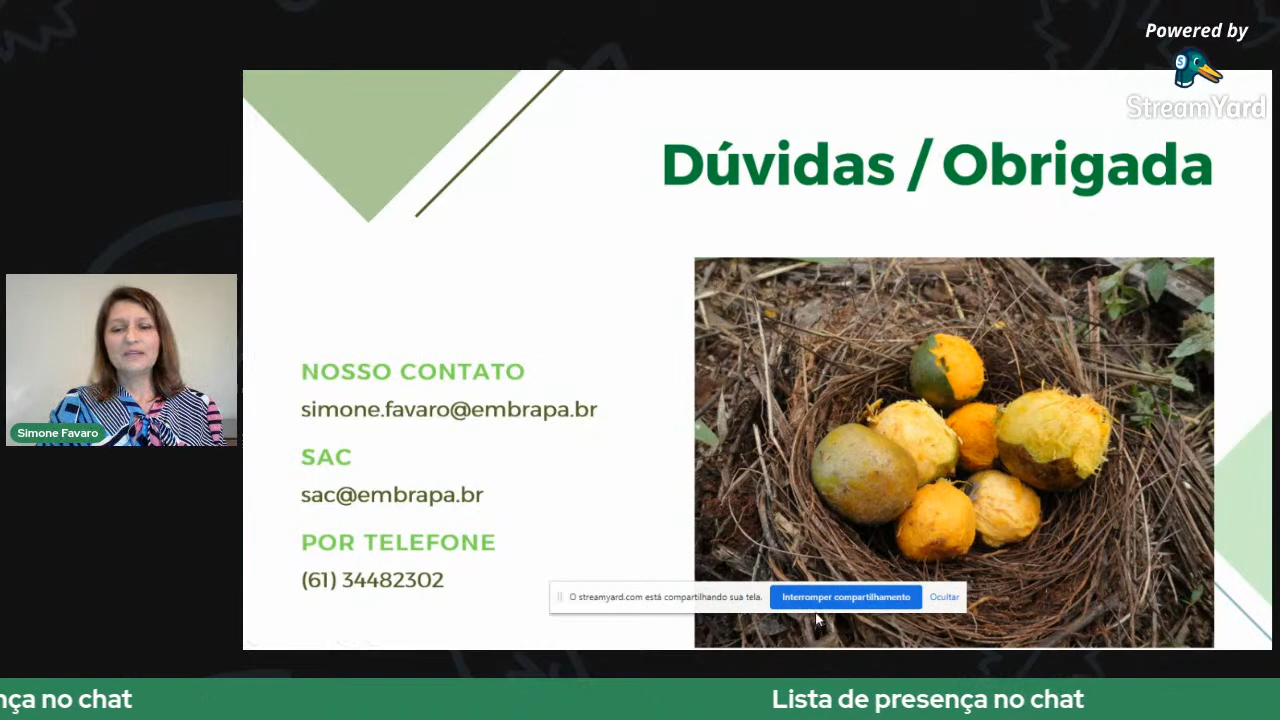 Powered by
StreamYard
Dúvidas / Obrigada
NOSSO CONTATO
simone.favaro@embrapa.br
SAC
sac@embrapa.br
POR TELEFONE
(61) 34482302
Simone Favaro
O streamyard.com está compartilhando sua tela. Interromper compartilhamento Ocultar
nça no chat Lista de presença no chat